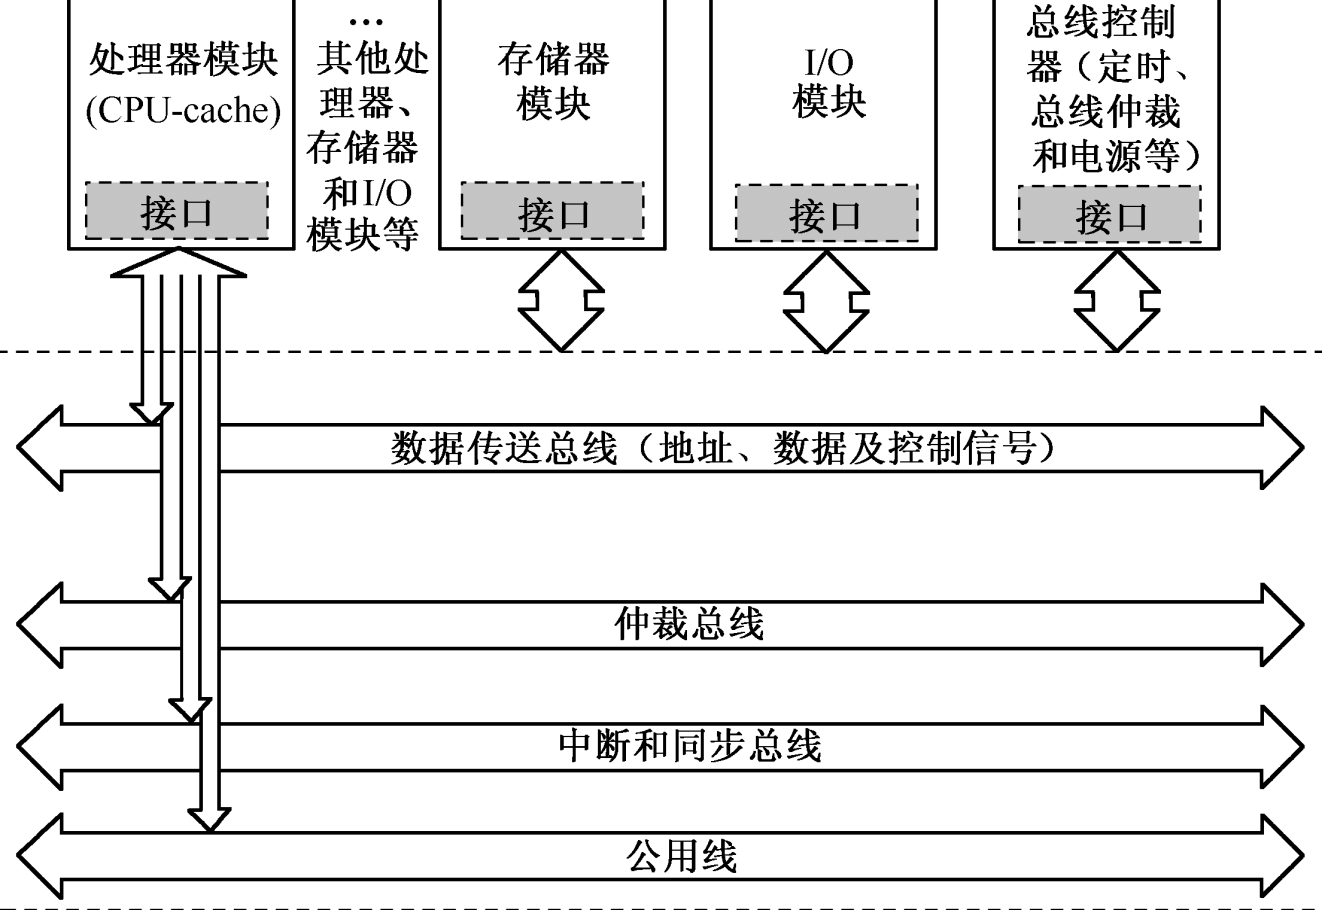 处理器模块
(CPU-cache)
接口
…
其他处
理器、
存储器
和I/O
模块等
存储器
模块
接口
I/O
模块
接口
总线控制
器（定时、
总线仲裁
和电源等）
接口
数据传送总线（地址、数据及控制信号）
仲裁总线
中断和同步总线
公用线